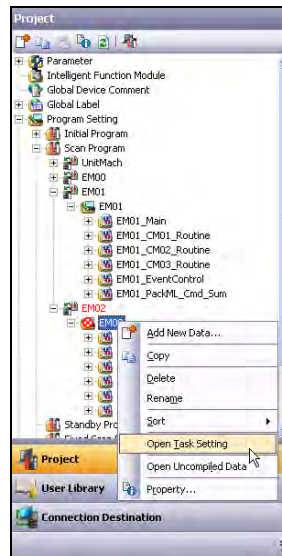 Project
Parameter
Intelligent Function Module
Global Device Comment
Global Label
Program Setting
Initial Program
Scan Program
UnitMach
EM00
EM01
EM01
EM01_Main
EM01_CM01_Routine
EM01_CM02_Routine
EM01_CM03_Routine
EM01_EventControl
EM01_PackML_Cmd_Sum
EM02
Add New Data...
Copy
Delete
Rename
Sort
Standby Pro
Open Task Setting
Project
Open Uncompiled Data
User Library
Property...
Connection Destination